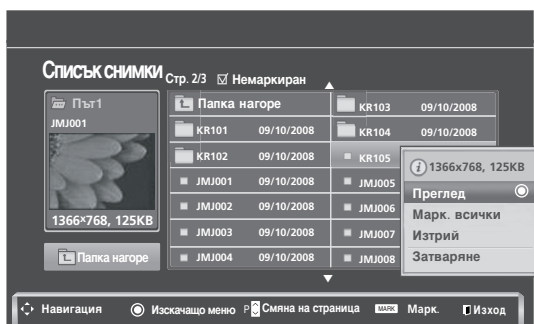 Списък снимки Стр. 2/3 ☑ Немаркиран
Път1
JMJ001
1366×768, 125KB
Папка нагоре
Папка нагоре
KR101 09/10/2008
KR102 09/10/2008
JMJ001 09/10/2008
JMJ002 09/10/2008
JMJ003 09/10/2008
JMJ004 09/10/2008
KR103 09/10/2008
KR104 09/10/2008
KR105
JMJ005
JMJ006
JMJ007
JMJ008
1366x768, 125KB
Преглед
Марк. всички
Изтрий
Затваряне
Навигация Изскачащо меню P Смяна на страница MARK Марк. Изход